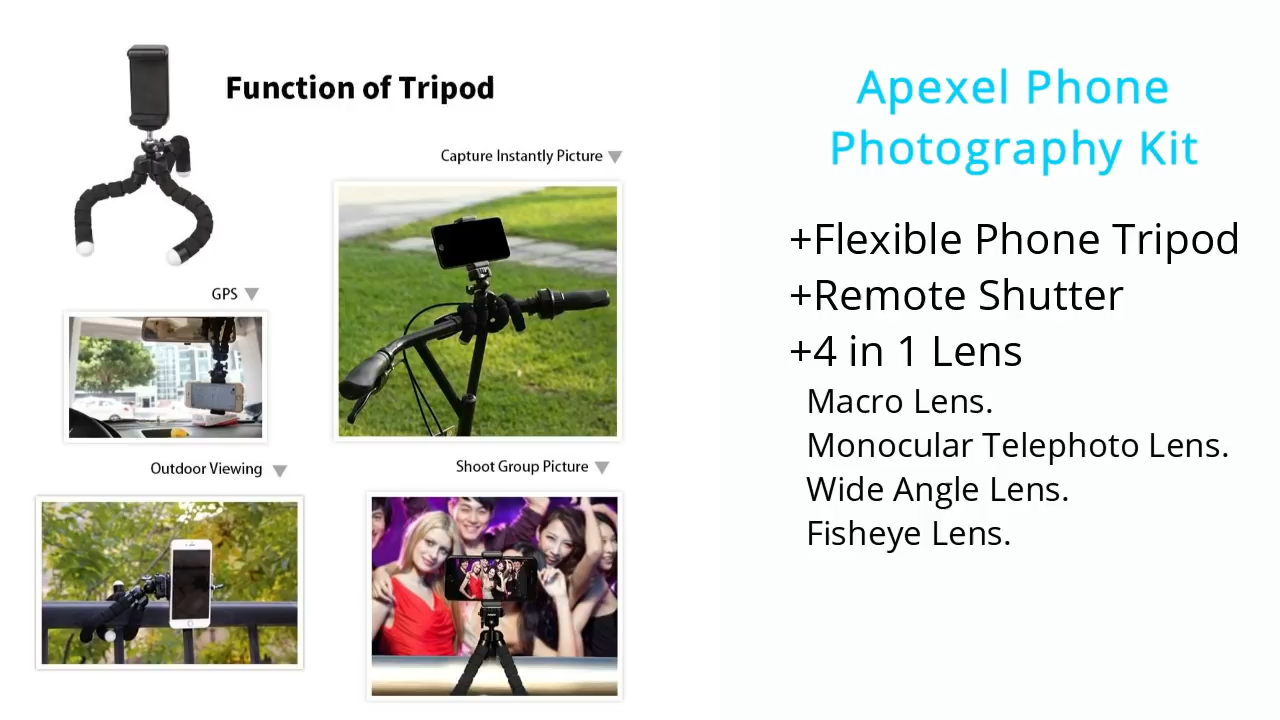 Function of Tripod
Capture Instantly Picture
GPS
Outdoor Viewing
Shoot Group Picture
Apexel Phone
Photography Kit
+Flexible Phone Tripod
+Remote Shutter
+4 in 1 Lens
Macro Lens.
Monocular Telephoto Lens.
Wide Angle Lens.
Fisheye Lens.